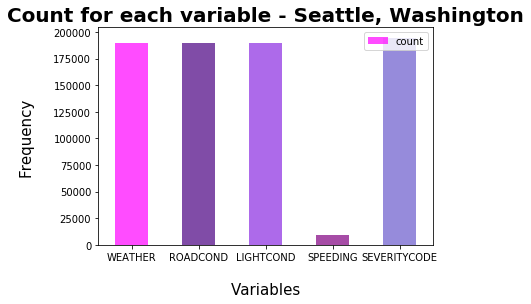 Count for each variable - Seattle, Washington
200000
175000
150000
125000
100000
75000
50000
25000
0
Frequency
count
WEATHER ROADCOND LIGHTCOND SPEEDING SEVERITYCODE
Variables